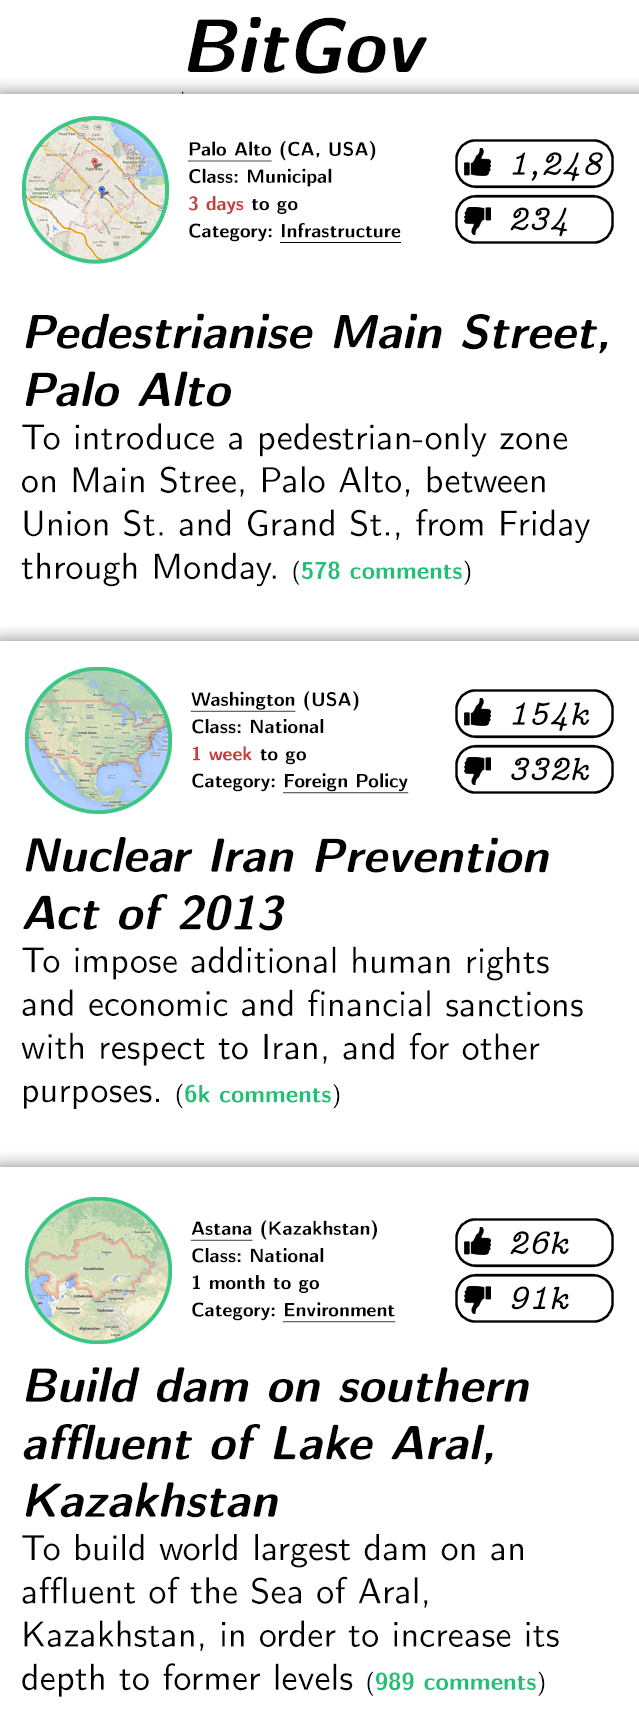 BitGov
Palo Alto (CA, USA)
Class: Municipal
3 days to go
Category: Infrastructure
1,248
234
Pedestrianise Main Street,
Palo Alto
To introduce a pedestrian-only zone
on Main Stree, Palo Alto, between
Union St. and Grand St., from Friday
through Monday. (578 comments)
Washington (USA)
Class: National
1 week to go
Category: Foreign Policy
154k
332k
Nuclear Iran Prevention
Act of 2013
To impose additional human rights
and economic and financial sanctions
with respect to Iran, and for other
purposes. (6k comments)
Astana (Kazakhstan)
Class: National
1 month to go
Category: Environment
26k
91k
Build dam on southern
affluent of Lake Aral,
Kazakhstan
To build world largest dam on an
affluent of the Sea of Aral,
Kazakhstan, in order to increase its
depth to former levels (989 comments)